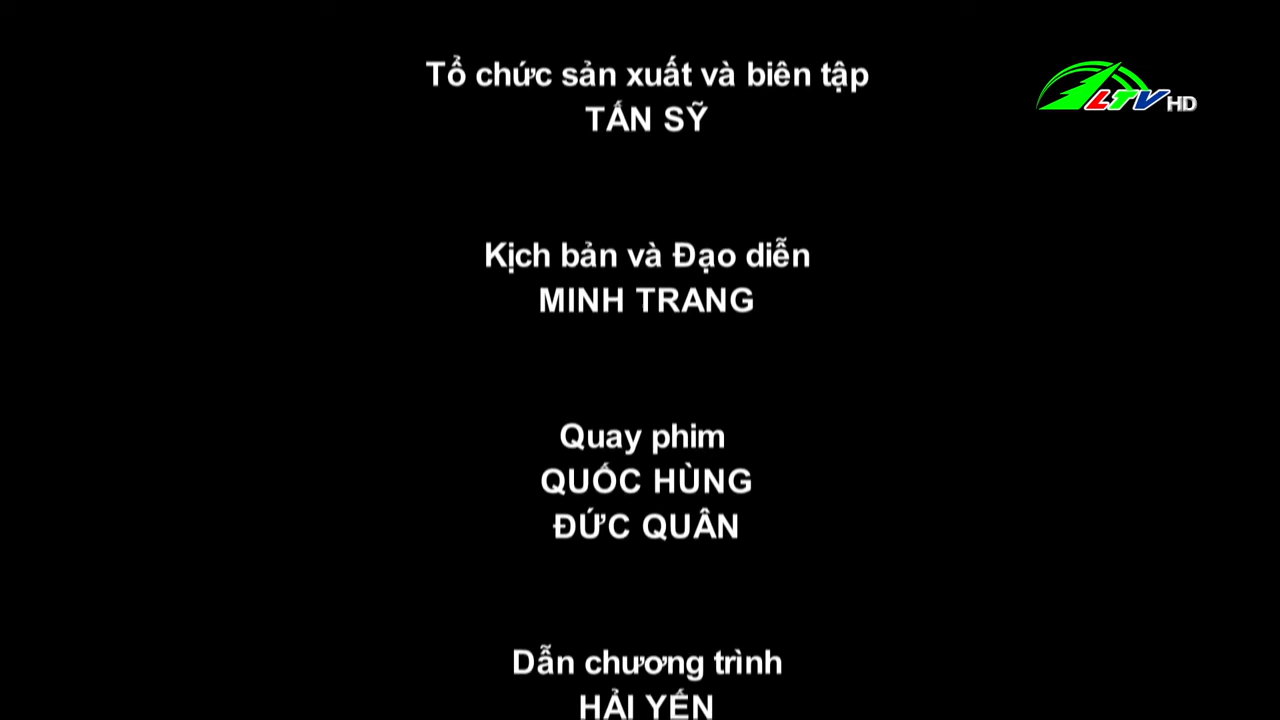 Tổ chức sản xuất và biên tập
TẤN SỸ
LTV HD
Kịch bản và Đạo diễn
MINH TRANG
Quay phim
QUỐC HÙNG
ĐỨC QUÂN
Dẫn chương trình
HẢI YẾN